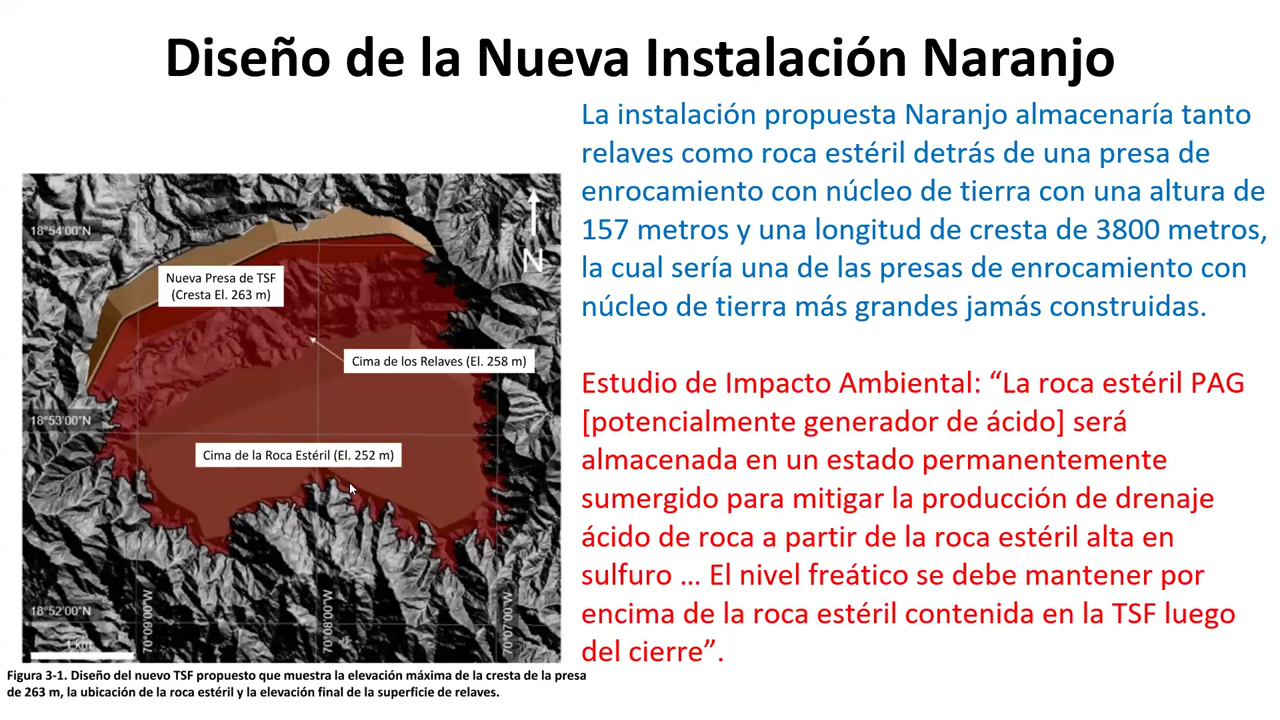 Diseño de la Nueva Instalación Naranjo
La instalación propuesta Naranjo almacenaría tanto
relaves como roca estéril detrás de una presa de
enrocamiento con núcleo de tierra con una altura de
157 metros y una longitud de cresta de 3800 metros,
la cual sería una de las presas de enrocamiento con
núcleo de tierra más grandes jamás construidas.
Estudio de Impacto Ambiental: “La roca estéril PAG
[potencialmente generador de ácido] será
almacenada en un estado permanentemente
sumergido para mitigar la producción de drenaje
ácido de roca a partir de la roca estéril alta en
sulfuro … El nivel freático se debe mantener por
encima de la roca estéril contenida en la TSF luego
del cierre”.
18°54'00"N
N
Nueva Presa de TSF
(Cresta El. 263 m)
Cima de los Relaves (El. 258 m)
18°53'00"N
Cima de la Roca Estéril (El. 252 m)
18°52'00"N
70°09'00"W
70°08'00"W
70°07'00"W
1 km
Figura 3-1. Diseño del nuevo TSF propuesto que muestra la elevación máxima de la cresta de la presa
de 263 m, la ubicación de la roca estéril y la elevación final de la superficie de relaves.